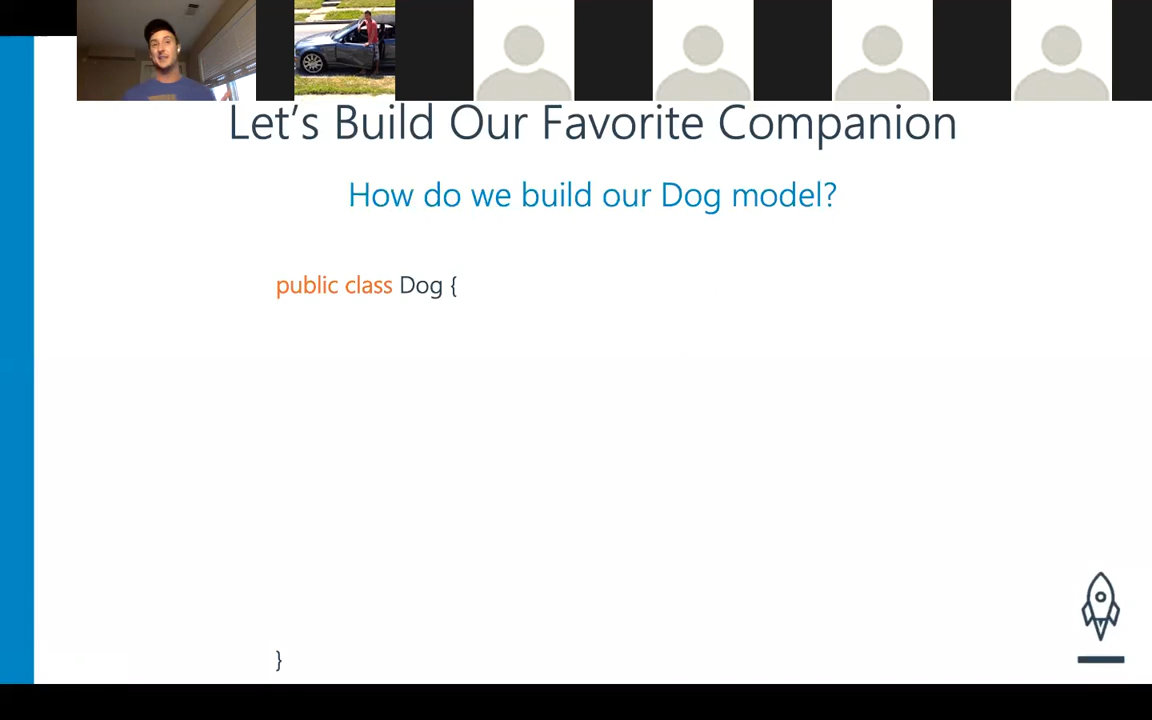 Let's Build Our Favorite Companion
How do we build our Dog model?
public class Dog {
}